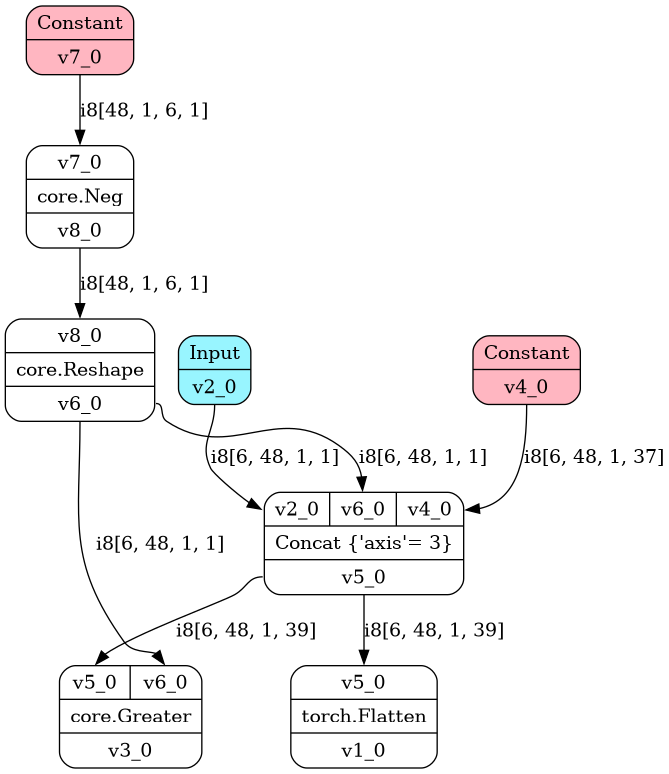 Constant
v7_0
i8[48, 1, 6, 1]
v7_0
core.Neg
v8_0
i8[48, 1, 6, 1]
v8_0
core.Reshape
v6_0
Input
v2_0
Constant
v4_0
i8[6, 48, 1, 1]
i8[6, 48, 1, 1]
i8[6, 48, 1, 37]
v2_0 v6_0 v4_0
Concat {'axis'= 3}
v5_0
i8[6, 48, 1, 1]
i8[6, 48, 1, 39]
i8[6, 48, 1, 39]
v5_0 v6_0
core.Greater
v3_0
v5_0
torch.Flatten
v1_0